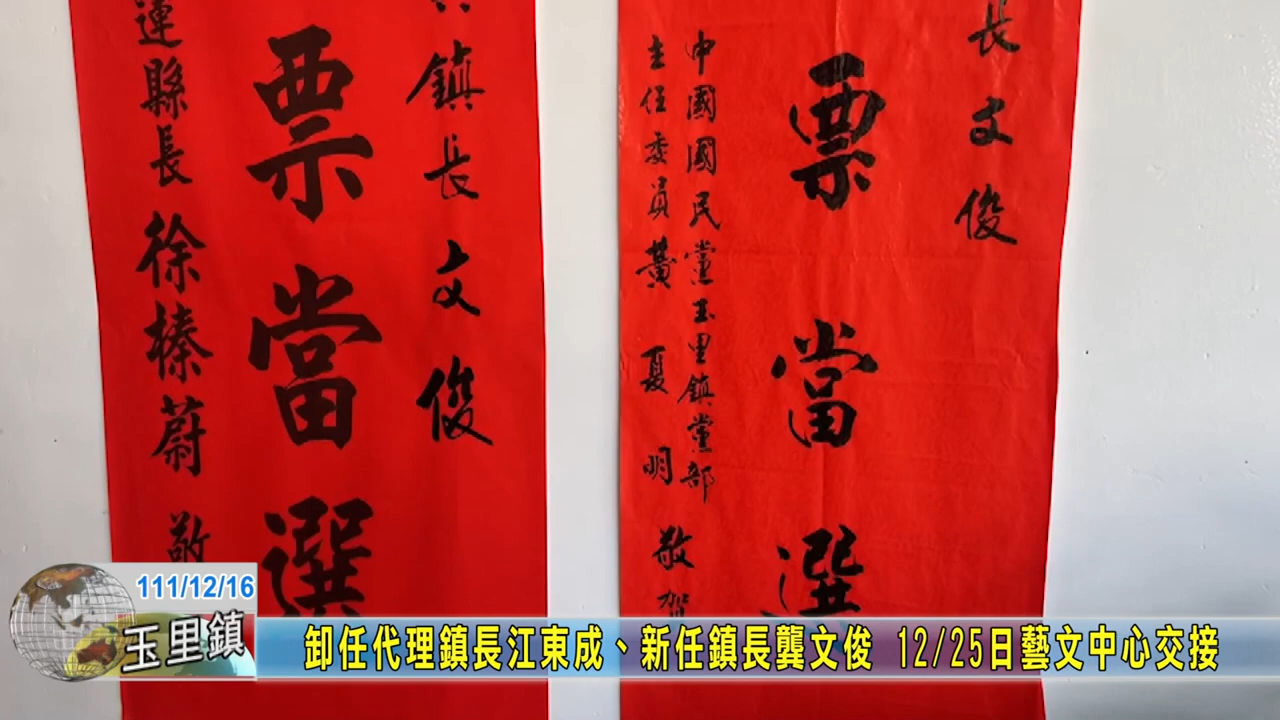 鎮長文俊
票當選
蓮縣長徐榛蔚敬
長文俊
票當選
中國國民黨玉里鎮黨部
主任委員黃夏明敬賀
111/12/16
玉里鎮
卸任代理鎮長江東成、新任鎮長龔文俊 12/25日藝文中心交接